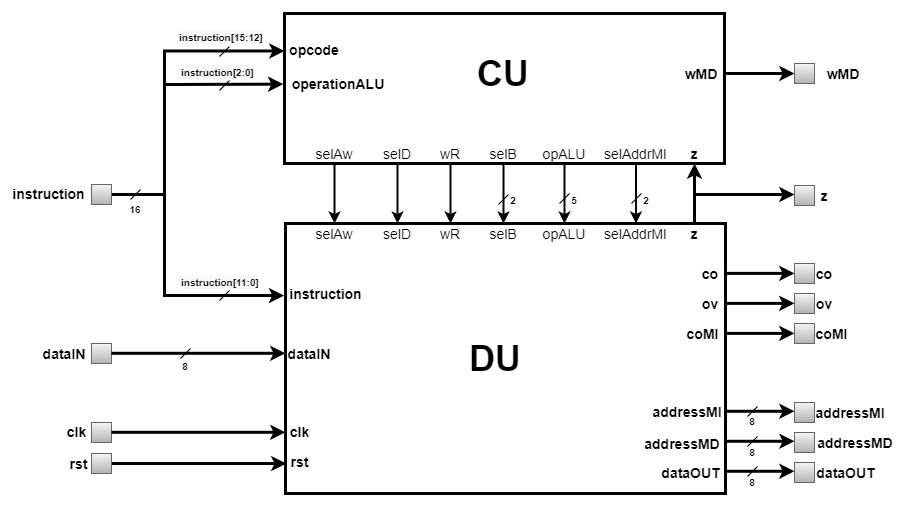 instruction[15:12]
opcode
instruction[2:0]
operationALU
CU
wMD
wMD
selAw selD wR selB opALU selAddrMI z
instruction
16
2
5
2
z
selAw selD wR selB opALU selAddrMI z
instruction[11:0]
instruction
co
co
ov
ov
coMI
coMI
dataIN
8
dataIN
DU
addressMI
8
addressMI
clk
clk
addressMD
8
addressMD
rst
rst
dataOUT
8
dataOUT